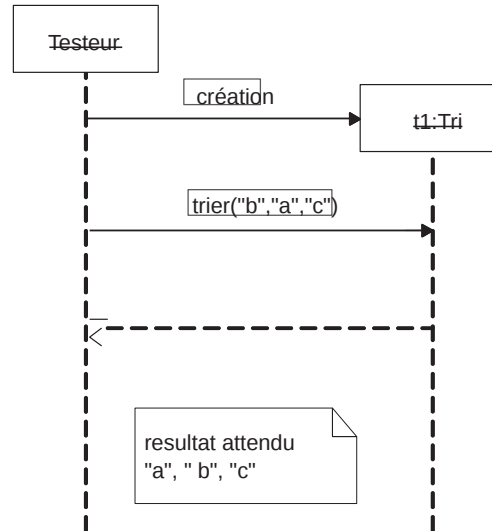 Testeur
création
t1:Tri
trier("b","a","c")
resultat attendu
"a", " b", "c"